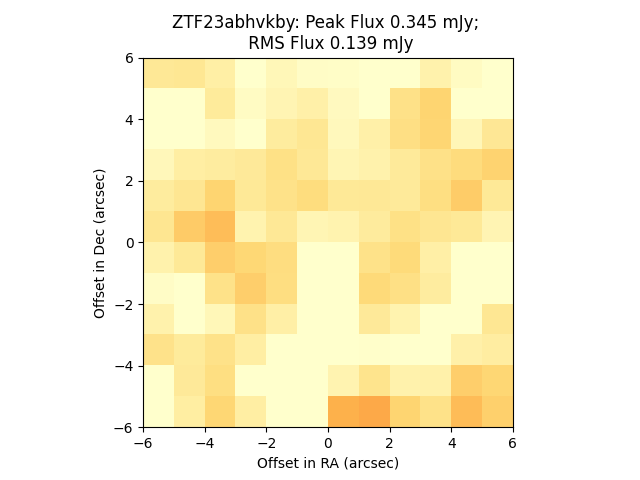 ZTF23abhvkby: Peak Flux 0.345 mJy;
RMS Flux 0.139 mJy
6
4
2
0
−2
−4
−6
Offset in Dec (arcsec)
−6 −4 −2 0 2 4 6
Offset in RA (arcsec)